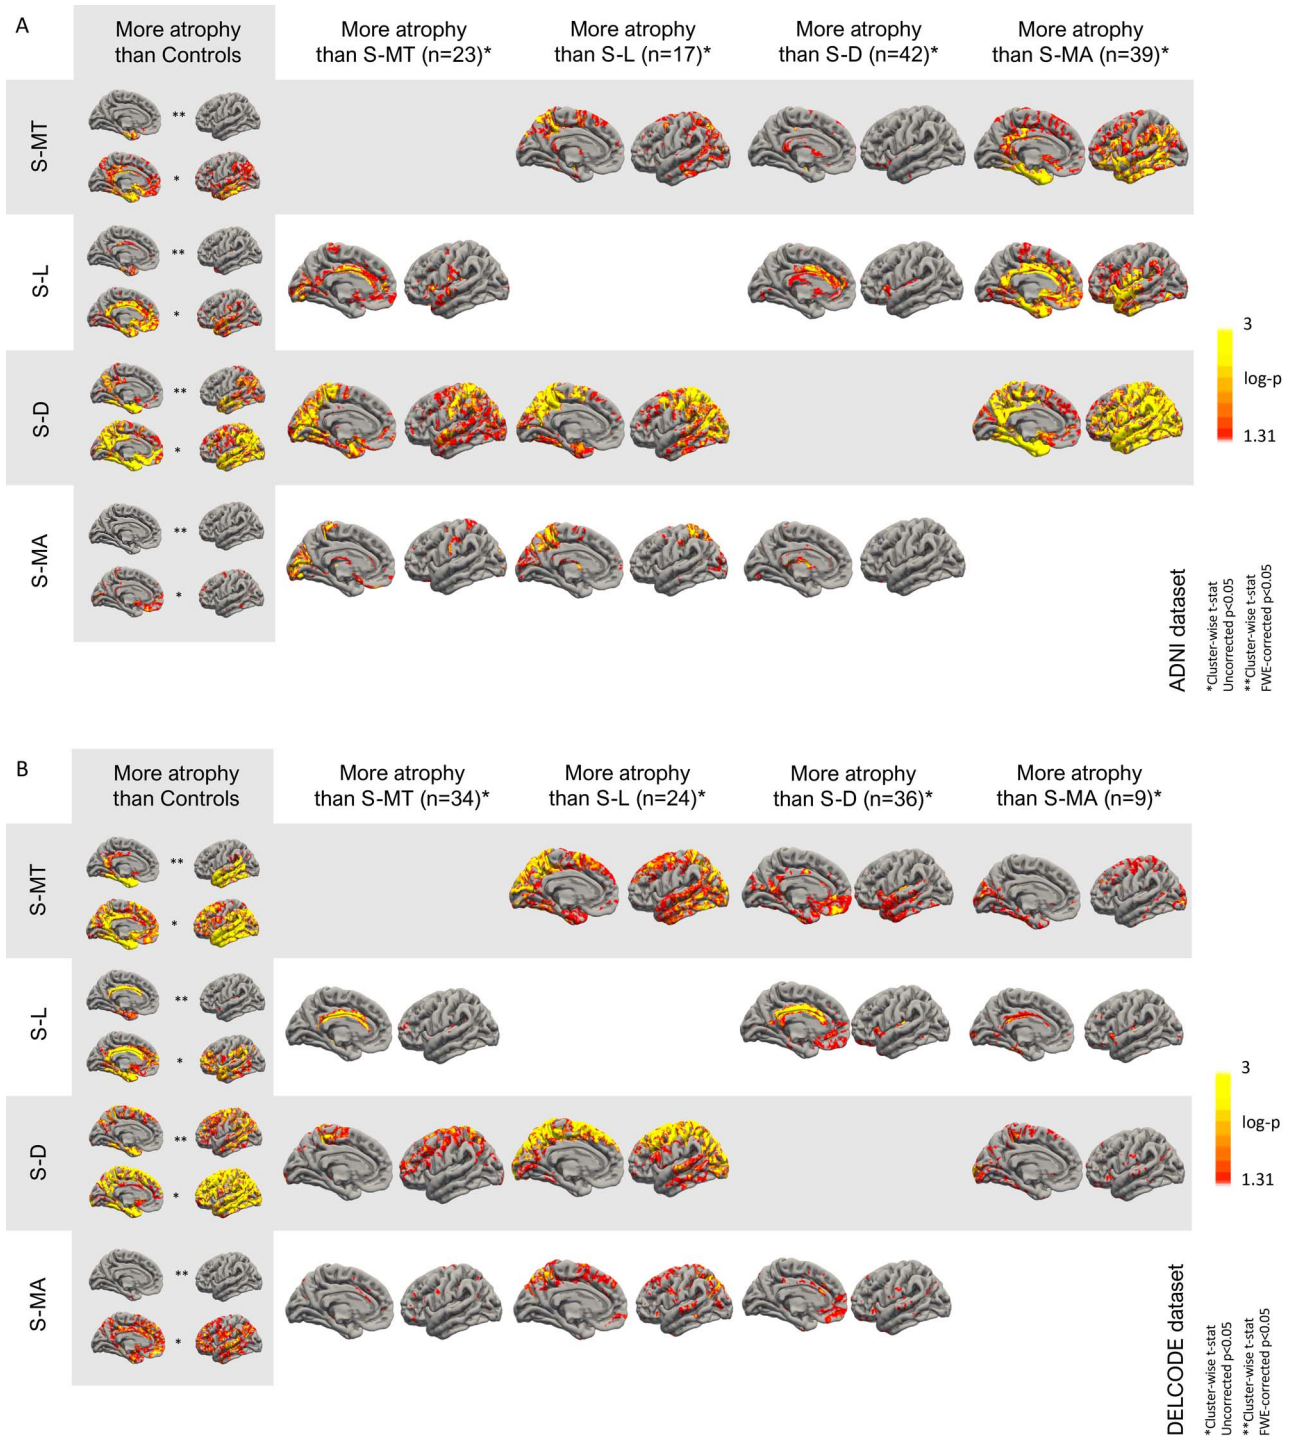 A
More atrophy
than Controls
More atrophy
than S-MT (n=23)*
More atrophy
than S-L (n=17)*
More atrophy
than S-D (n=42)*
More atrophy
than S-MA (n=39)*
S-MT
**
*
S-L
**
*
S-D
**
*
S-MA
**
*
3
log-p
1.31
ADNI dataset
*Cluster-wise t-stat
Uncorrected p<0.05
**Cluster-wise t-stat
FWE-corrected p<0.05
B
More atrophy
than Controls
More atrophy
than S-MT (n=34)*
More atrophy
than S-L (n=24)*
More atrophy
than S-D (n=36)*
More atrophy
than S-MA (n=9)*
S-MT
**
*
S-L
**
*
S-D
**
*
S-MA
**
*
3
log-p
1.31
DELCODE dataset
*Cluster-wise t-stat
Uncorrected p<0.05
**Cluster-wise t-stat
FWE-corrected p<0.05